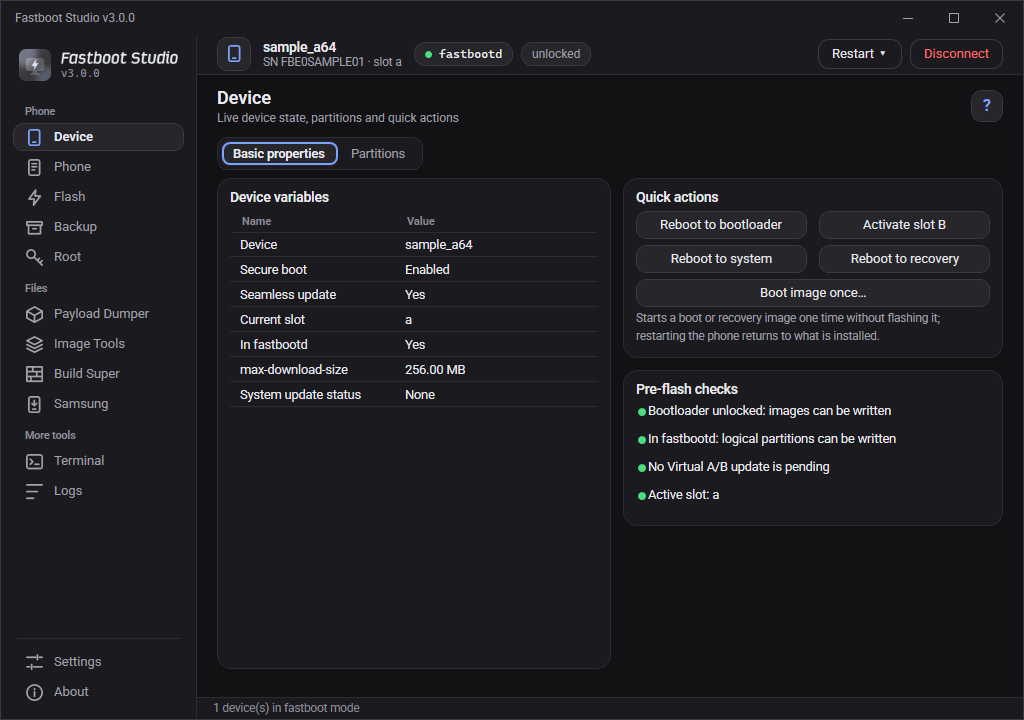 Fastboot Studio v3.0.0
Fastboot Studio
v3.0.0
Phone
Device
Phone
Flash
Backup
Root
Files
Payload Dumper
Image Tools
Build Super
Samsung
More tools
Terminal
Logs
Settings
About
sample_a64
SN FBE0SAMPLE01 · slot a
fastbootd
unlocked
Restart ▾
Disconnect
Device
Live device state, partitions and quick actions
?
Basic properties
Partitions
Device variables
Name Value
Device sample_a64
Secure boot Enabled
Seamless update Yes
Current slot a
In fastbootd Yes
max-download-size 256.00 MB
System update status None
Quick actions
Reboot to bootloader
Activate slot B
Reboot to system
Reboot to recovery
Boot image once...
Starts a boot or recovery image one time without flashing it;
restarting the phone returns to what is installed.
Pre-flash checks
Bootloader unlocked: images can be written
In fastbootd: logical partitions can be written
No Virtual A/B update is pending
Active slot: a
1 device(s) in fastboot mode